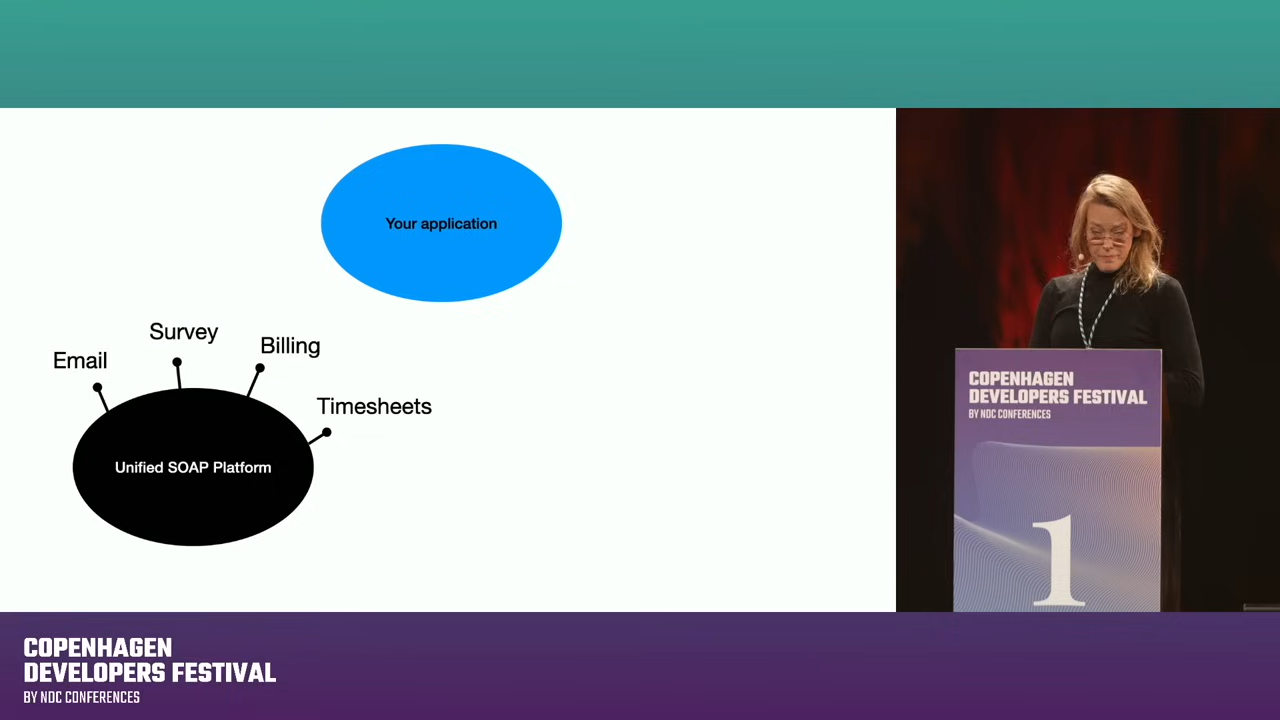 Your application
Survey
Billing
Email
Timesheets
Unified SOAP Platform
COPENHAGEN
DEVELOPERS FESTIVAL
BY NDC CONFERENCES
1
COPENHAGEN
DEVELOPERS FESTIVAL
BY NDC CONFERENCES